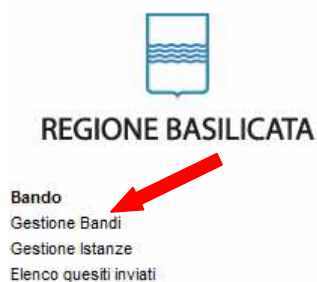 REGIONE BASILICATA
Bando
Gestione Bandi
Gestione Istanze
Elenco quesiti inviati